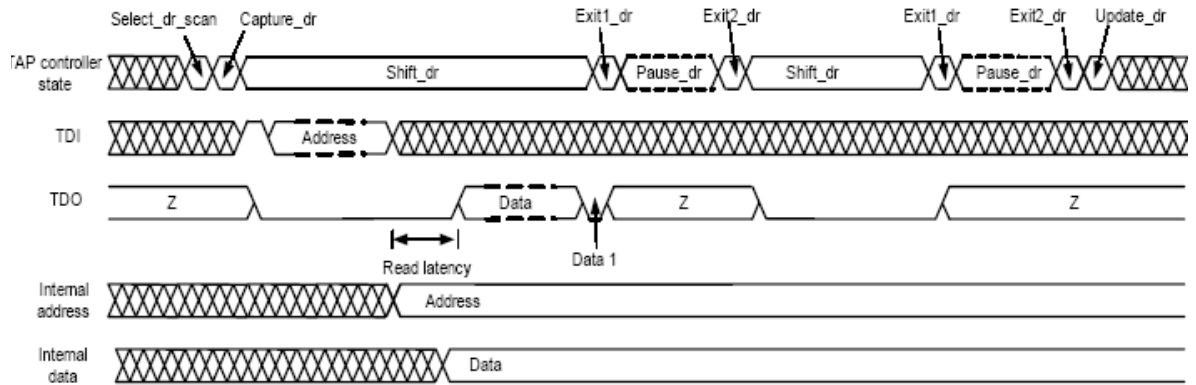 Select_dr_scan Capture_dr Exit1_dr Exit2_dr Exit1_dr Exit2_dr Update_dr
TAP controller
state
Shift_dr Pause_dr Shift_dr Pause_dr
TDI Address
TDO Z Data Z Z
Read latency Data 1
Internal
address
Address
Internal
data
Data